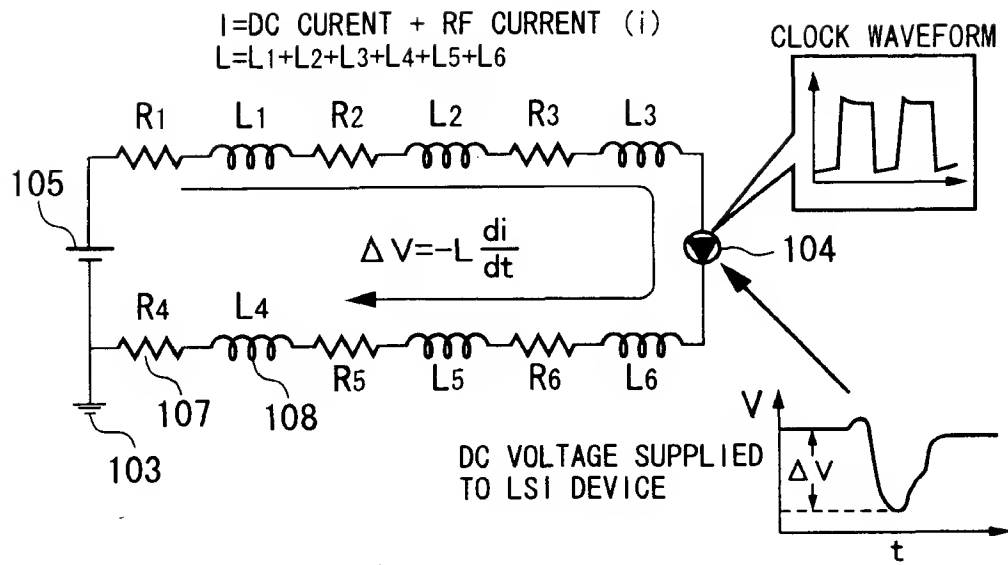 I=DC CURENT + RF CURRENT (i)
L=L1+L2+L3+L4+L5+L6
CLOCK WAVEFORM
R1 L1 R2 L2 R3 L3
105
ΔV=-L di/dt
104
R4 L4
R5 L5 R6 L6
107 108
103
V
ΔV
DC VOLTAGE SUPPLIED
TO LSI DEVICE
t